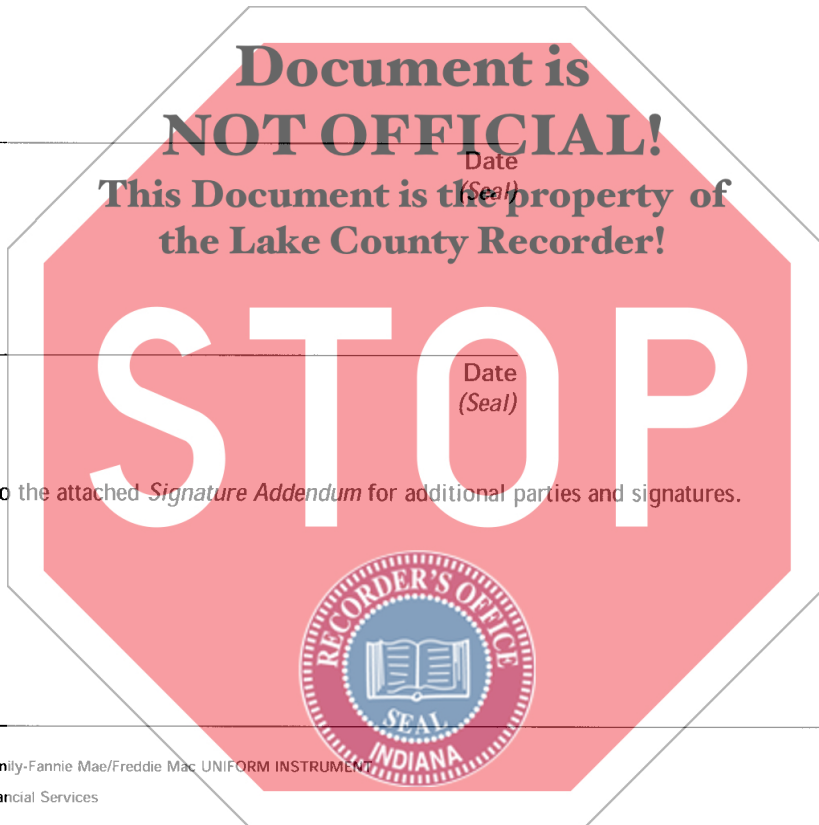 Document is
NOT OFFICIAL!
Date
This Document is the property of
(Seal)
the Lake County Recorder!
STOP
Date
(Seal)
o the attached Signature Addendum for additional parties and signatures.
RECORDER'S OFFICE
SEAL
INDIANA
nily-Fannie Mae/Freddie Mac UNIFORM INSTRUMENT
ancial Services